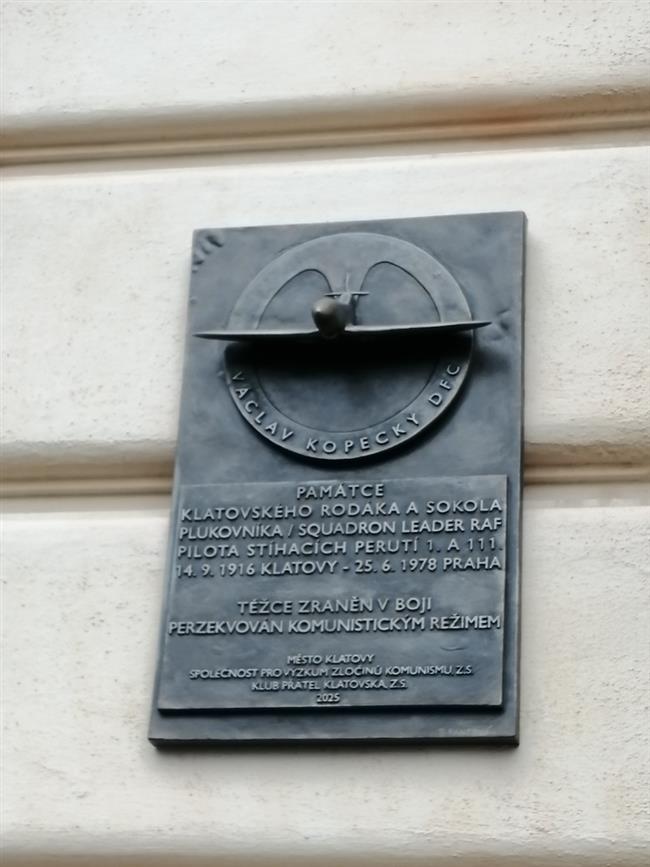 VÁCLAV KOPECKÝ DFC
PAMÁTCE
KLATOVSKÉHO RODÁKA A SOKOLA
PLUKOVNÍKA / SQUADRON LEADER RAF
PILOTA STÍHACÍCH PERUTÍ 1. A 111.
14. 9. 1916 KLATOVY - 25. 6. 1978 PRAHA
TĚŽCE ZRANĚN V BOJI
PERZEKVOVÁN KOMUNISTICKÝM REŽIMEM
MĚSTO KLATOVY
SPOLEČNOST PRO VÝZKUM ZLOČINŮ KOMUNISMU, Z.S.
KLUB PŘÁTEL KLATOVSKA, Z.S.
2025